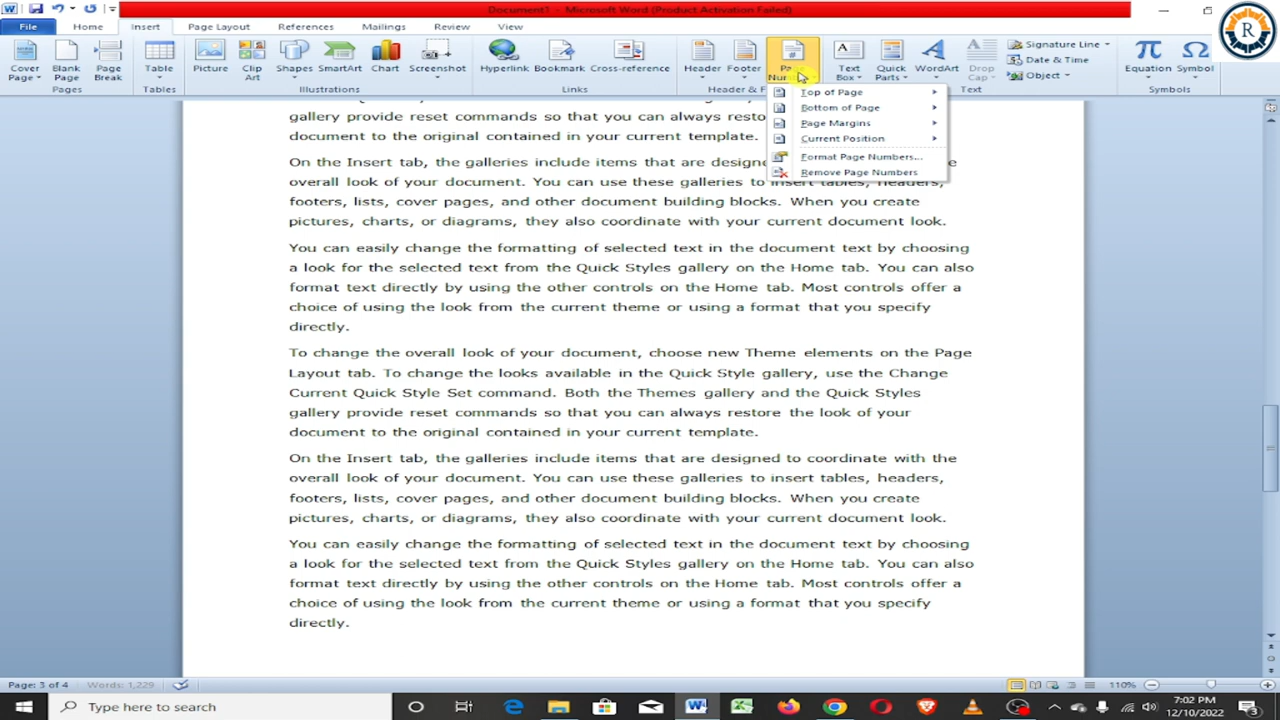 Document1 - Microsoft Word (Product Activation Failed)
File Home Insert Page Layout References Mailings Review View
Cover Page Blank Page Page Break Table Picture Clip Art Shapes SmartArt Chart Screenshot Hyperlink Bookmark Cross-reference Header Footer Text Box Quick Parts WordArt Drop Cap Signature Line Date & Time Object Equation Symbol
Pages Tables Illustrations Links Header & F Text Symbols
Top of Page
Bottom of Page
Page Margins
Current Position
Format Page Numbers...
Remove Page Numbers
R
gallery provide reset commands so that you can always resto
document to the original contained in your current template.
On the Insert tab, the galleries include items that are design
overall look of your document. You can use these galleries to insert tables, headers,
footers, lists, cover pages, and other document building blocks. When you create
pictures, charts, or diagrams, they also coordinate with your current document look.
You can easily change the formatting of selected text in the document text by choosing
a look for the selected text from the Quick Styles gallery on the Home tab. You can also
format text directly by using the other controls on the Home tab. Most controls offer a
choice of using the look from the current theme or using a format that you specify
directly.
To change the overall look of your document, choose new Theme elements on the Page
Layout tab. To change the looks available in the Quick Style gallery, use the Change
Current Quick Style Set command. Both the Themes gallery and the Quick Styles
gallery provide reset commands so that you can always restore the look of your
document to the original contained in your current template.
On the Insert tab, the galleries include items that are designed to coordinate with the
overall look of your document. You can use these galleries to insert tables, headers,
footers, lists, cover pages, and other document building blocks. When you create
pictures, charts, or diagrams, they also coordinate with your current document look.
You can easily change the formatting of selected text in the document text by choosing
a look for the selected text from the Quick Styles gallery on the Home tab. You can also
format text directly by using the other controls on the Home tab. Most controls offer a
choice of using the look from the current theme or using a format that you specify
directly.
Page: 3 of 4 Words: 1,229 110%
Type here to search
7:02 PM
12/10/2022